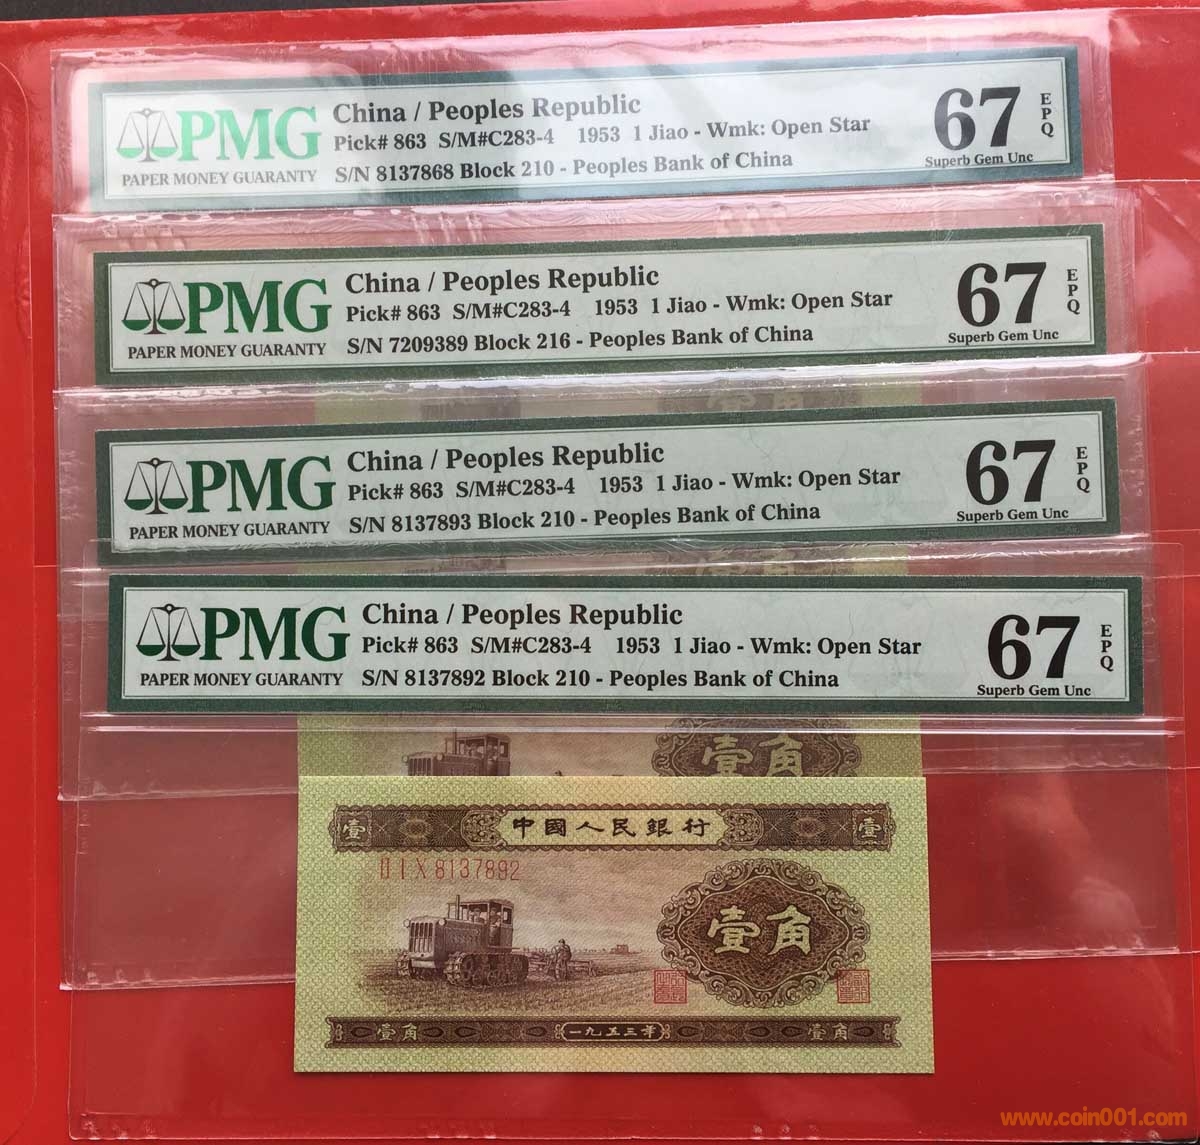 PMG
PAPER MONEY GUARANTY
China / Peoples Republic
Pick# 863 S/M#C283-4 1953 1 Jiao - Wmk: Open Star
S/N 8137868 Block 210 - Peoples Bank of China
67
EPQ
Superb Gem Unc
PMG
PAPER MONEY GUARANTY
China / Peoples Republic
Pick# 863 S/M#C283-4 1953 1 Jiao - Wmk: Open Star
S/N 7209389 Block 216 - Peoples Bank of China
67
EPQ
Superb Gem Unc
壹角
PMG
PAPER MONEY GUARANTY
China / Peoples Republic
Pick# 863 S/M#C283-4 1953 1 Jiao - Wmk: Open Star
S/N 8137893 Block 210 - Peoples Bank of China
67
EPQ
Superb Gem Unc
壹角
PMG
PAPER MONEY GUARANTY
China / Peoples Republic
Pick# 863 S/M#C283-4 1953 1 Jiao - Wmk: Open Star
S/N 8137892 Block 210 - Peoples Bank of China
67
EPQ
Superb Gem Unc
壹角
壹 中國人民銀行 壹
II I X 8137892
壹角
壹角 一九五三年 壹角
www.coin001.com